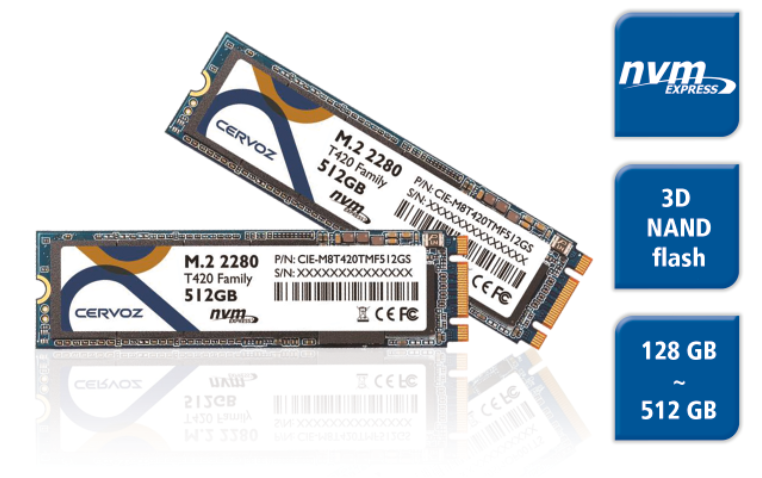 CERVOZ
M.2 2280
T420 Family
512GB
nvm
EXPRESS
P/N: CIE-M8T420TMF512GS
S/N: XXXXXXXXXXXXXXX
CE FC
CERVOZ
M.2 2280
T420 Family
512GB
nvm
EXPRESS
P/N: CIE-M8T420TMF512GS
S/N: XXXXXXXXXXXXXXX
CE FC
nvm
EXPRESS
3D
NAND
flash
128 GB
~
512 GB